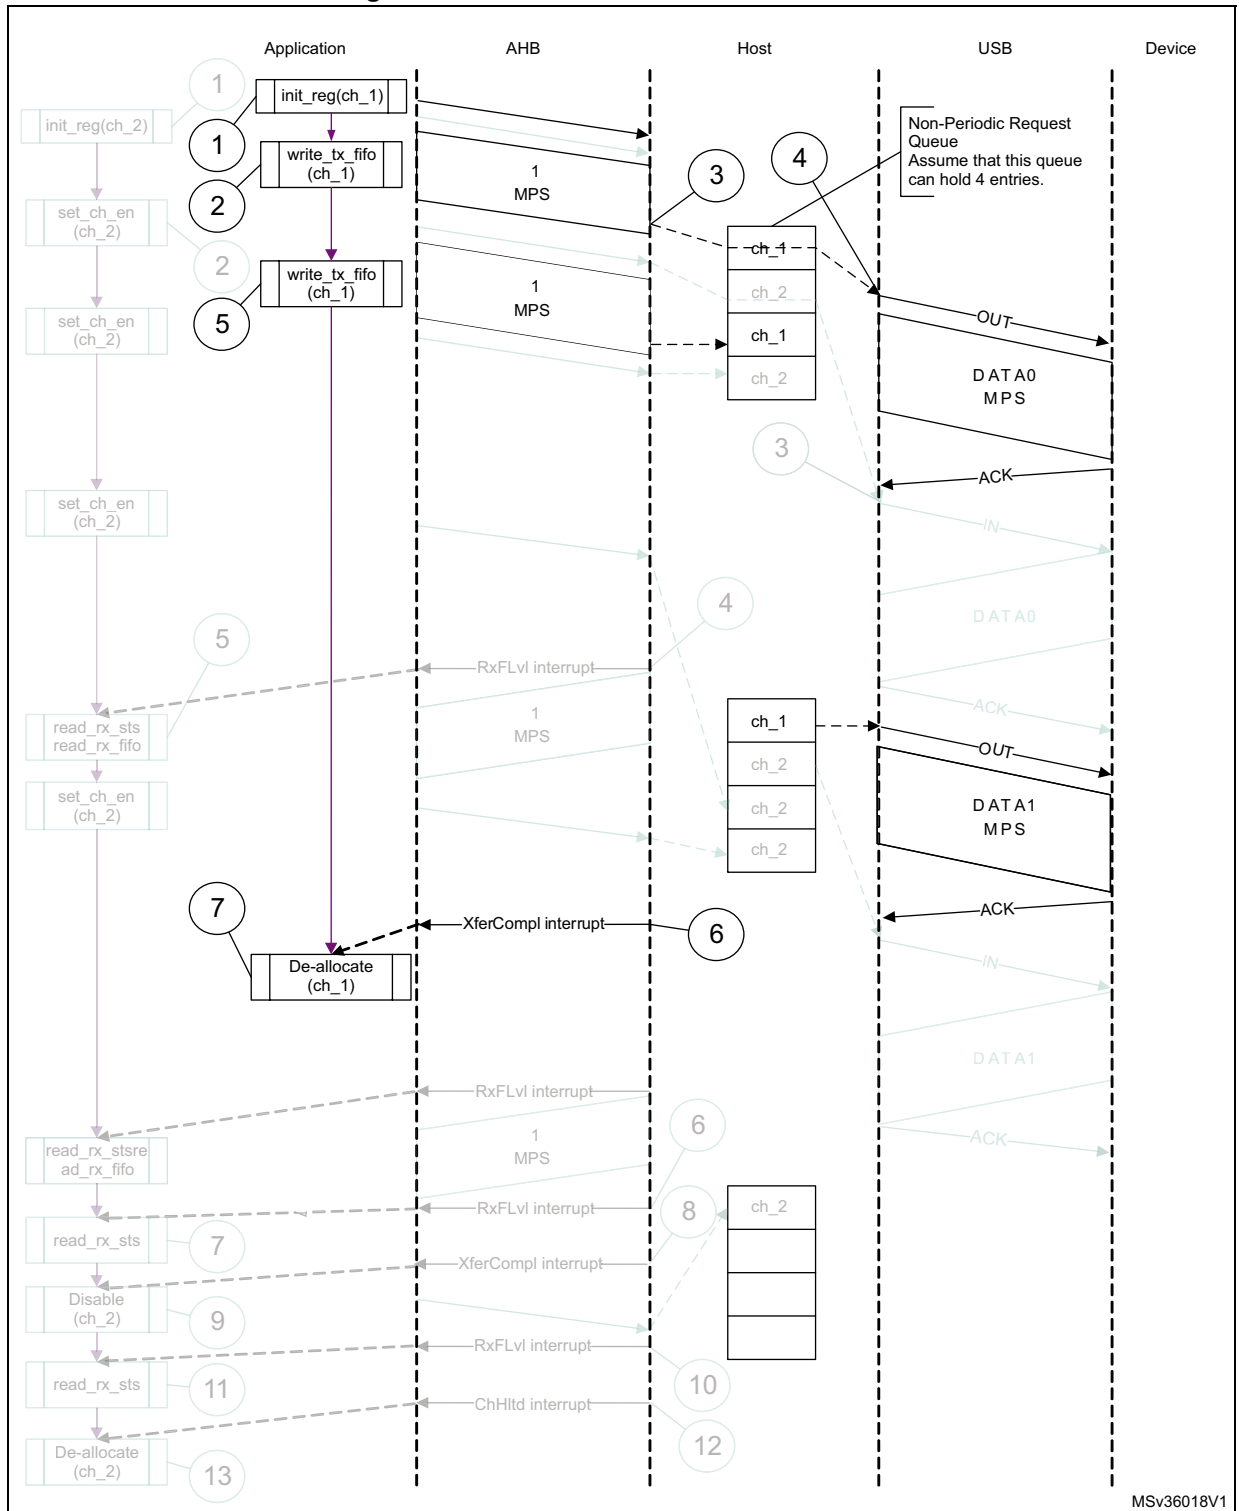 Application
AHB
Host
USB
Device
1
init_reg(ch_1)
init_reg(ch_2)
1
write_tx_fifo
(ch_1)
2
1
MPS
3
4
Non-Periodic Request
Queue
Assume that this queue
can hold 4 entries.
set_ch_en
(ch_2)
2
write_tx_fifo
(ch_1)
5
1
MPS
ch_1
ch_2
ch_1
ch_2
OUT
DATA0
MPS
set_ch_en
(ch_2)
3
ACK
set_ch_en
(ch_2)
IN
4
DATA0
5
RxFLvl interrupt
read_rx_sts
read_rx_fifo
1
MPS
ACK
ch_1
ch_2
ch_2
ch_2
OUT
set_ch_en
(ch_2)
DATA1
MPS
7
XferCompl interrupt
6
ACK
De-allocate
(ch_1)
IN
DATA1
RxFLvl interrupt
read_rx_stsre
ad_rx_fifo
1
MPS
6
ACK
RxFLvl interrupt
8
ch_2
read_rx_sts
7
XferCompl interrupt
Disable
(ch_2)
9
RxFLvl interrupt
read_rx_sts
11
10
ChHltd interrupt
12
De-allocate
(ch_2)
13
MSv36018V1